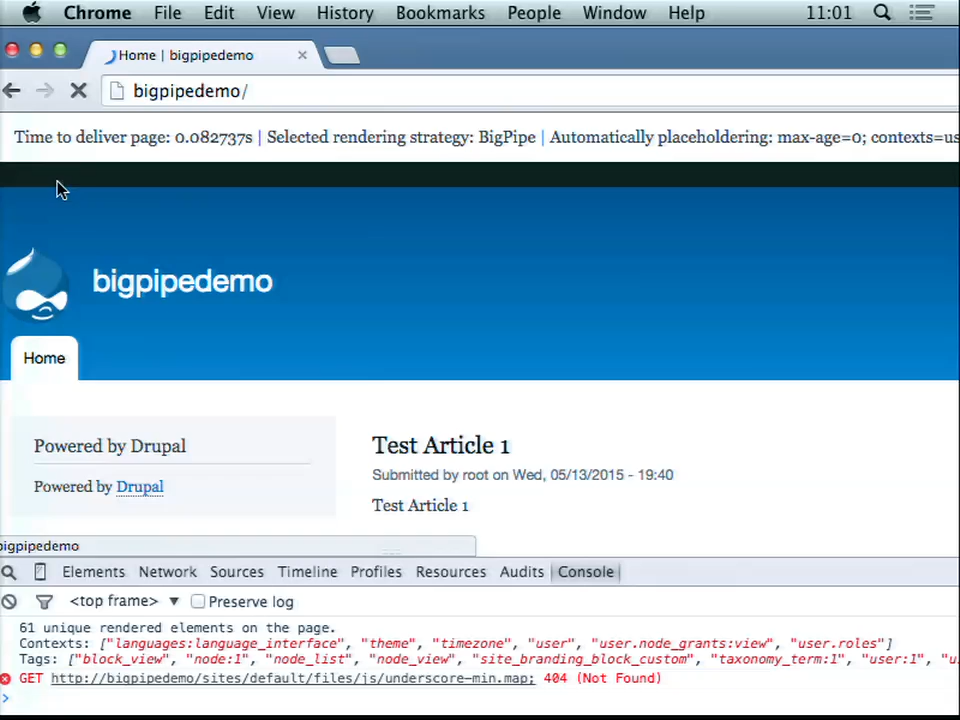 Chrome File Edit View History Bookmarks People Window Help 11:01
Home | bigpipedemo
bigpipedemo/
Time to deliver page: 0.082737s | Selected rendering strategy: BigPipe | Automatically placeholdering: max-age=0; contexts=us
bigpipedemo
Home
Powered by Drupal
Powered by Drupal
Test Article 1
Submitted by root on Wed, 05/13/2015 - 19:40
Test Article 1
bigpipedemo
Elements Network Sources Timeline Profiles Resources Audits Console
<top frame> ▼ Preserve log
61 unique rendered elements on the page.
Contexts: ["languages:language_interface", "theme", "timezone", "user", "user.node_grants:view", "user.roles"]
Tags: ["block_view", "node:1", "node_list", "node_view", "site_branding_block_custom", "taxonomy_term:1", "user:1", "u
GET http://bigpipedemo/sites/default/files/js/underscore-min.map; 404 (Not Found)
>